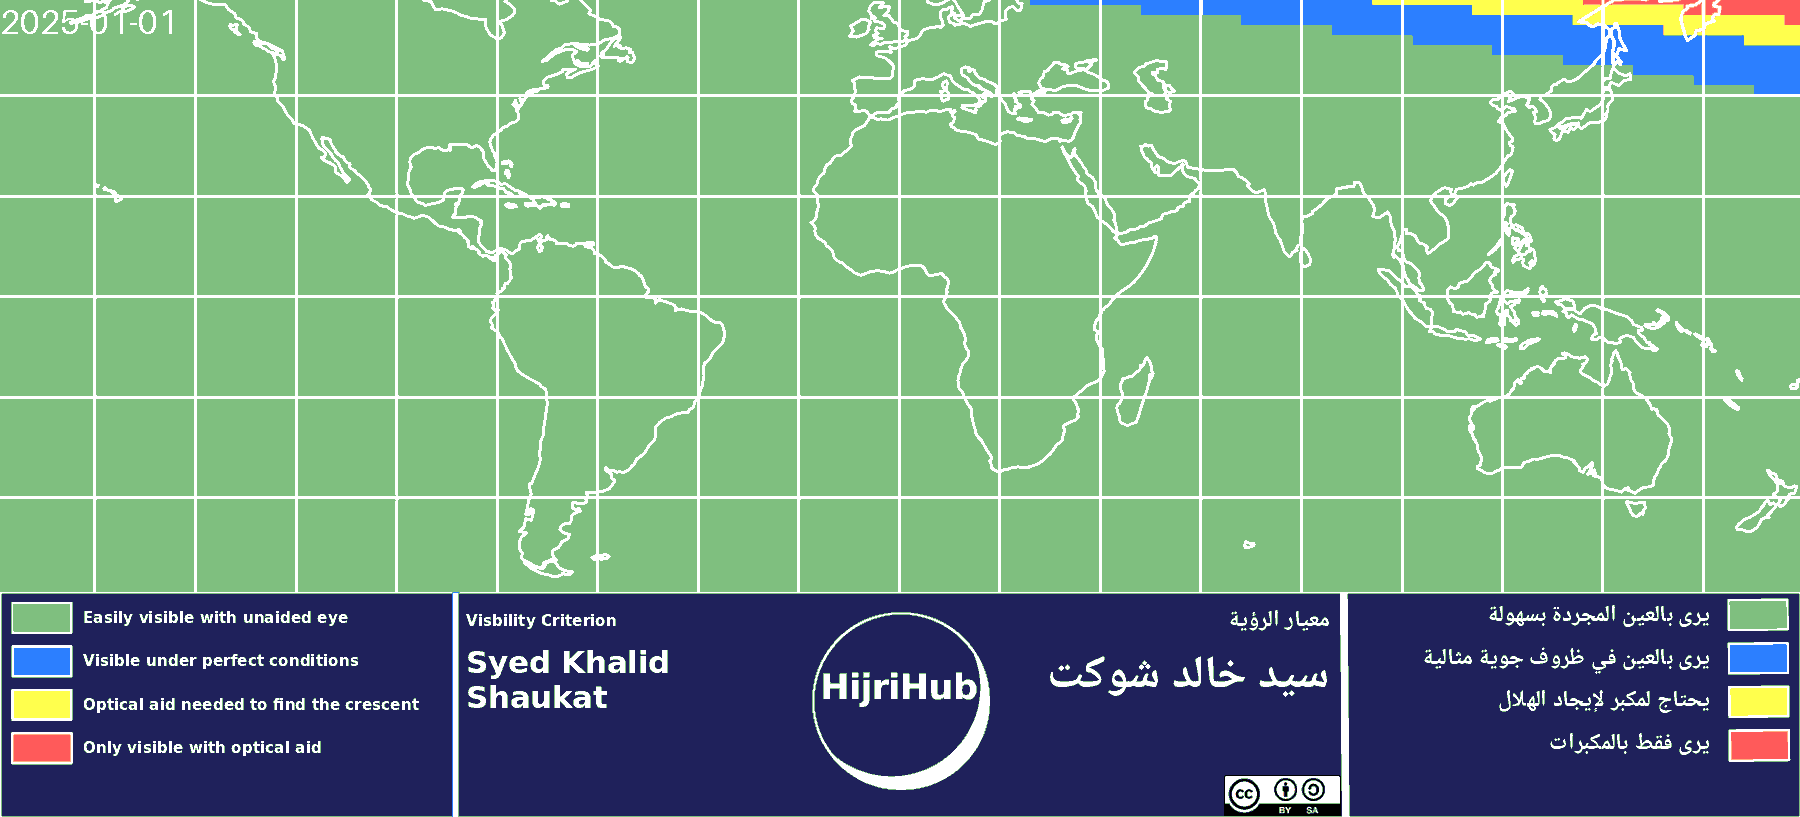 2025-01-01
Easily visible with unaided eye
Visible under perfect conditions
Optical aid needed to find the crescent
Only visible with optical aid
Visbility Criterion
Syed Khalid
Shaukat
HijriHub
معيار الرؤية
سيد خالد شوكت
cc BY SA
يرى بالعين المجردة بسهولة
يرى بالعين في ظروف جوية مثالية
يحتاج لمكبر لإيجاد الهلال
يرى فقط بالمكبرات